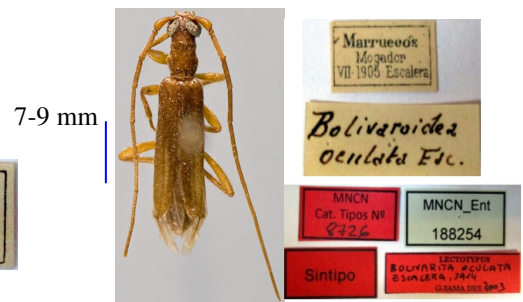 7-9 mm
Marruecos
Mogador
VII-1905 Escalera
Bolivaroidea
oculata Esc.
MNCN
Cat. Tipos Nº
8726
MNCN_Ent
188254
Sintipo
LECTOTYPUS
BOLIVARITA OCULATA
ESCALERA, 1914
G. SAMA DES. 2003